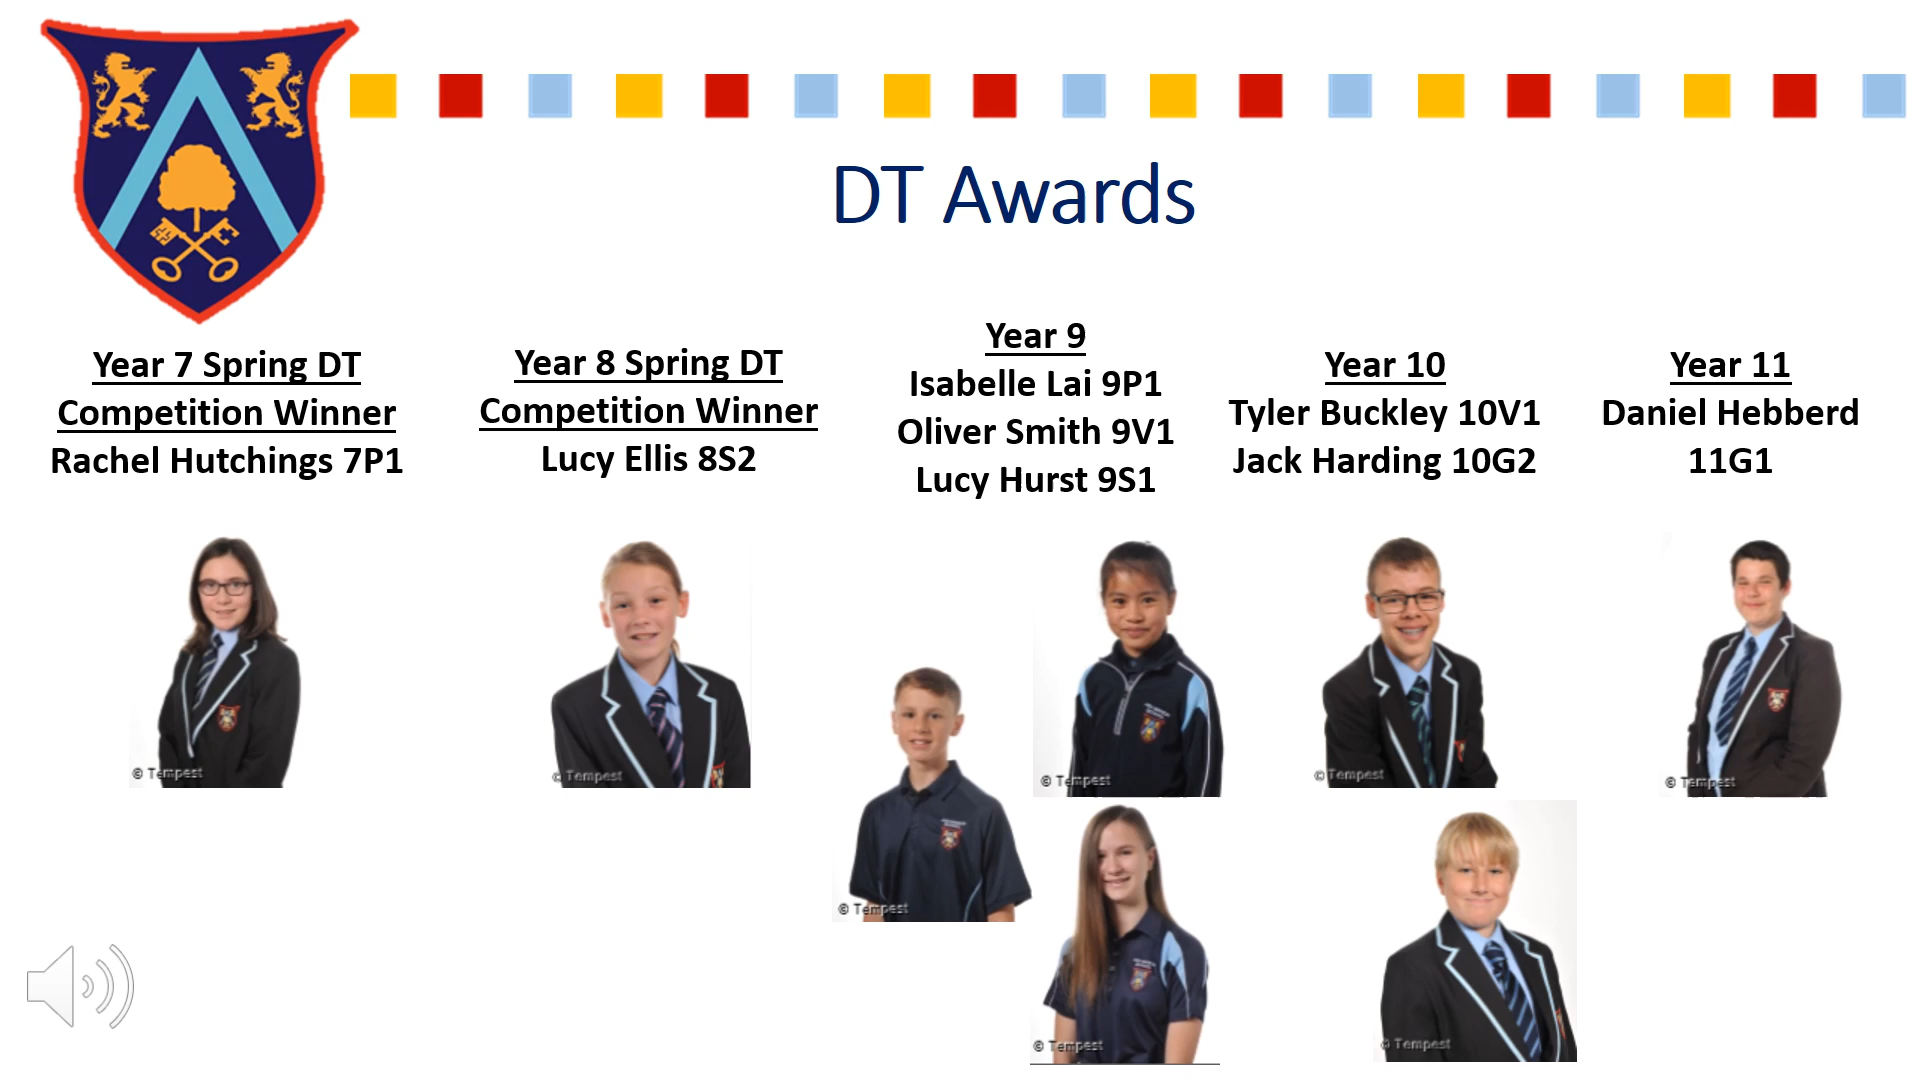 DT Awards
Year 7 Spring DT
Competition Winner
Rachel Hutchings 7P1
Year 8 Spring DT
Competition Winner
Lucy Ellis 8S2
Year 9
Isabelle Lai 9P1
Oliver Smith 9V1
Lucy Hurst 9S1
Year 10
Tyler Buckley 10V1
Jack Harding 10G2
Year 11
Daniel Hebberd
11G1
© Tempest
© Tempest
© Tempest
© Tempest
© Tempest
© Tempest
© Tempest
© Tempest